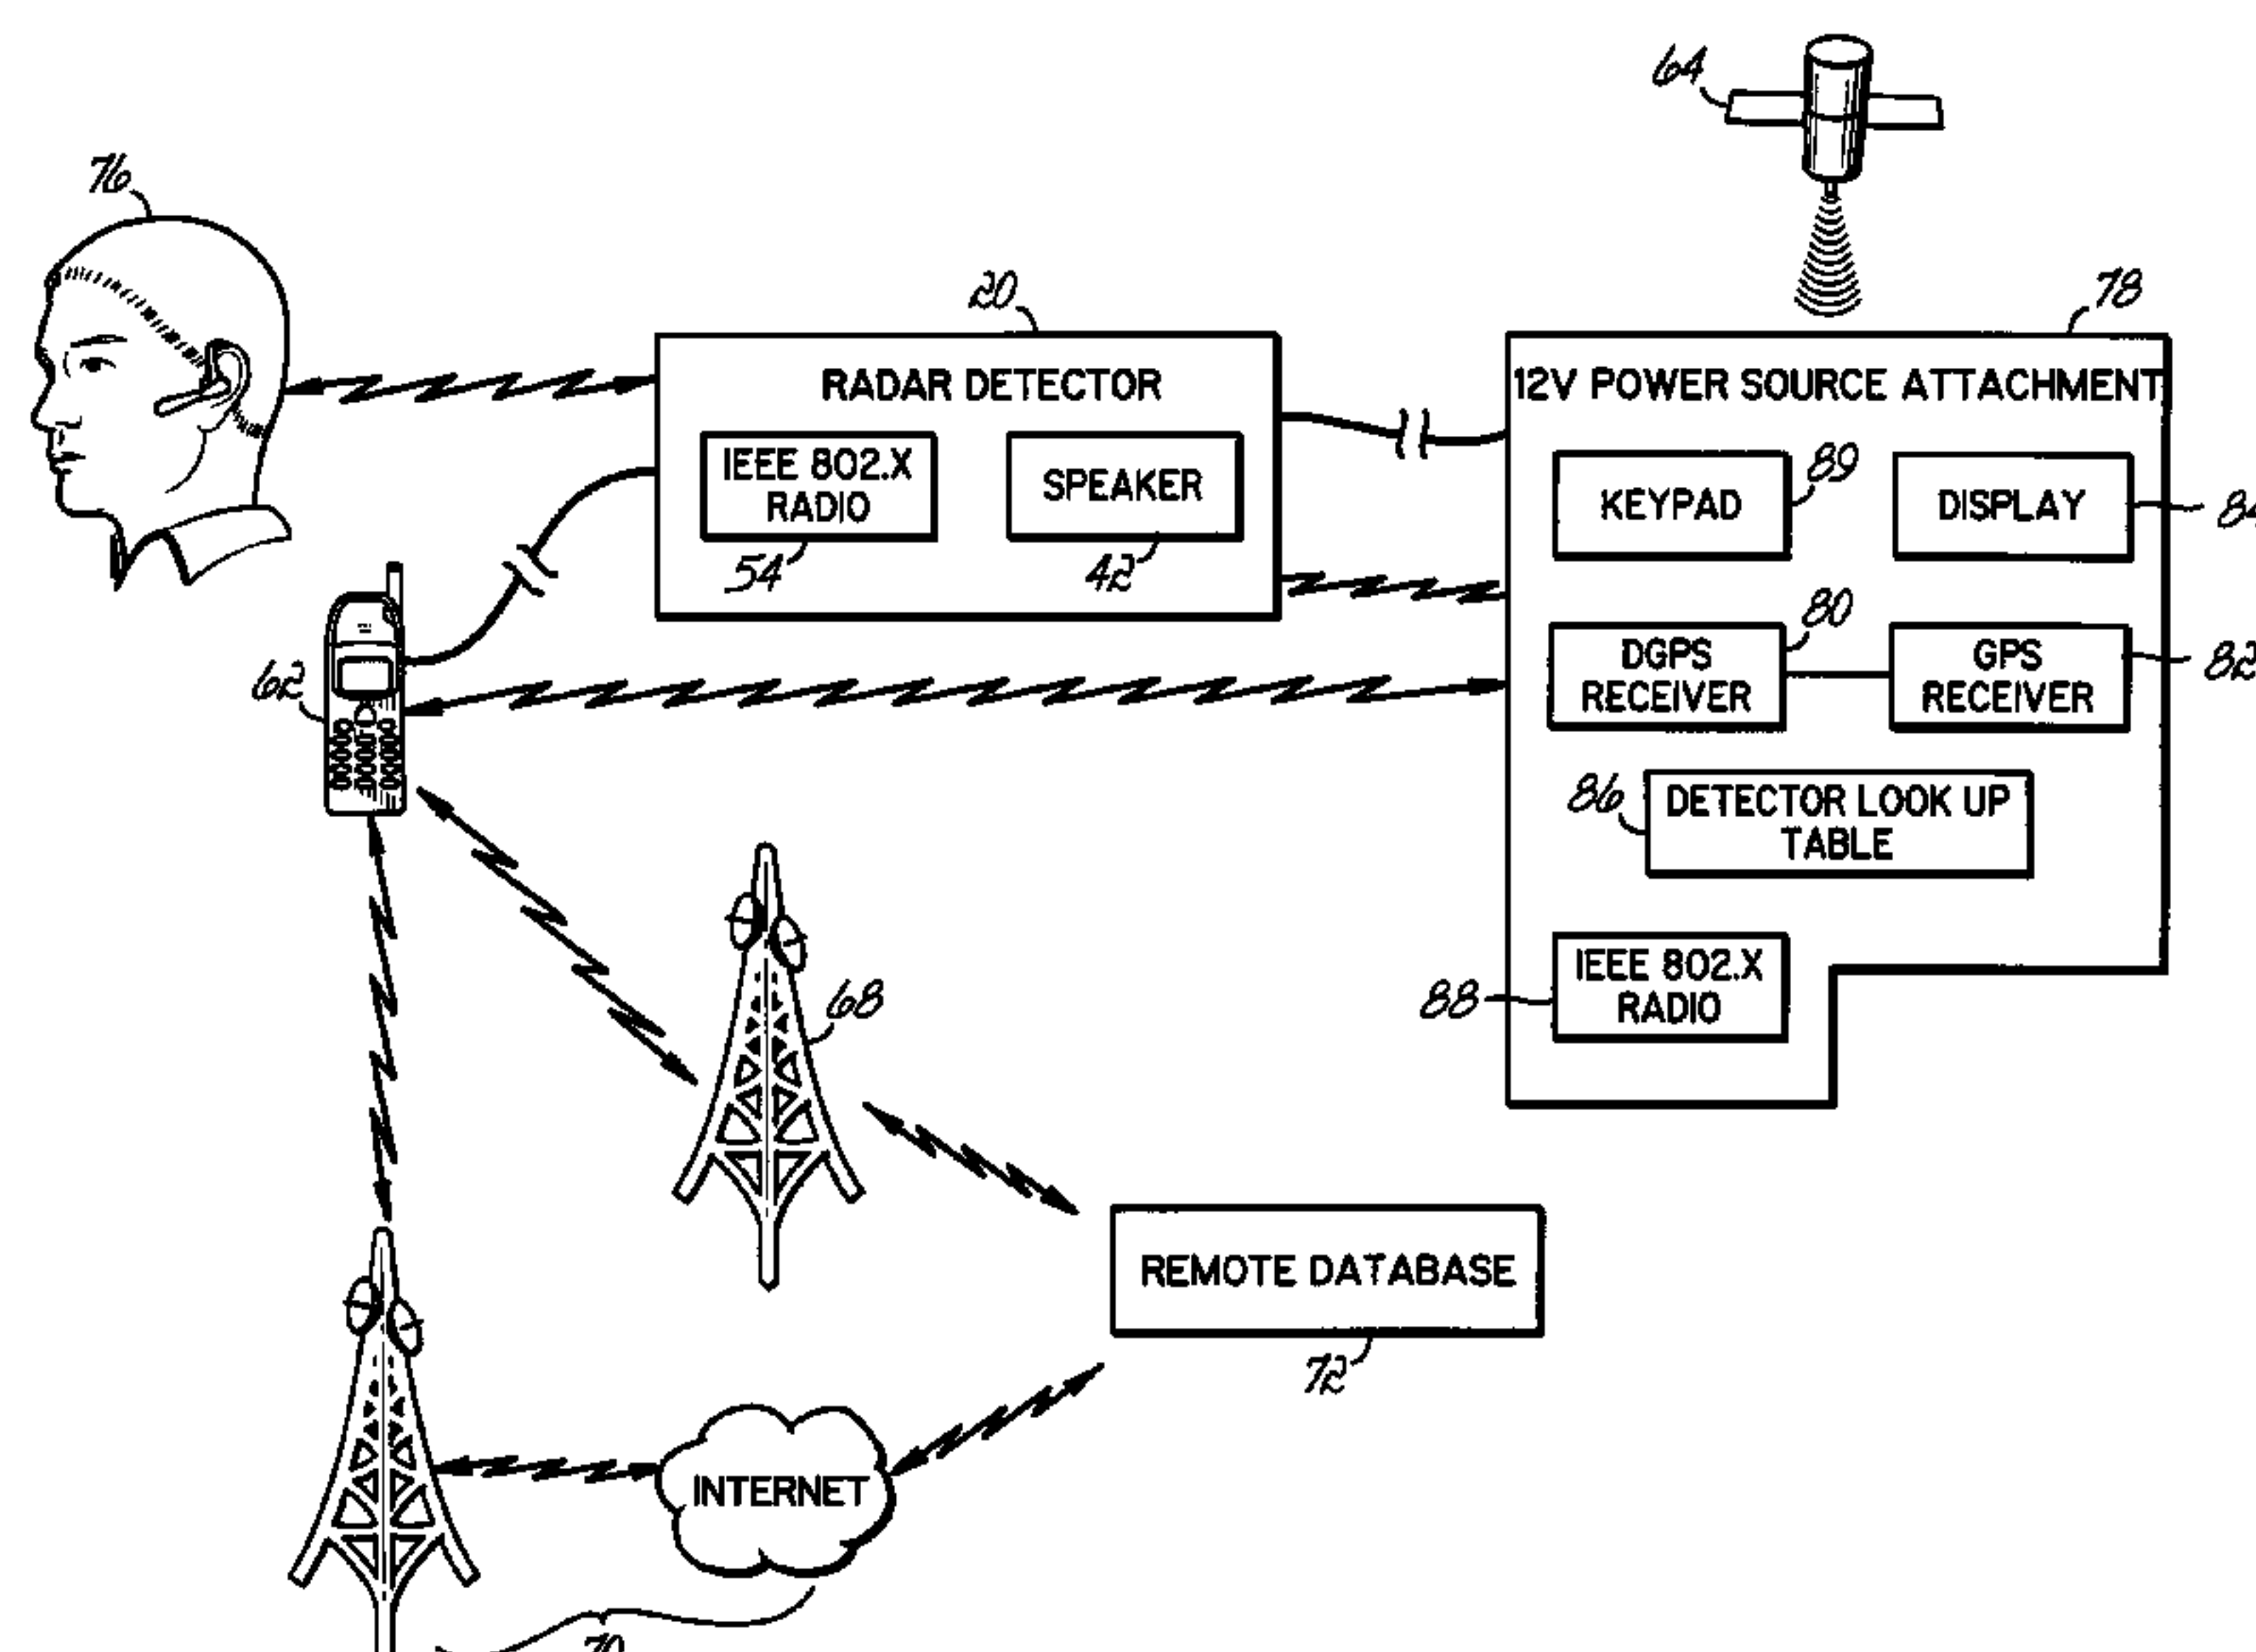 64
76
20
78
RADAR DETECTOR
12V POWER SOURCE ATTACHMENT
IEEE 802.X
RADIO
SPEAKER
KEYPAD
89
DISPLAY
54
42
80
DGPS
RECEIVER
GPS
RECEIVER
82
62
86
DETECTOR LOOK UP
TABLE
IEEE 802.X
RADIO
88
68
REMOTE DATABASE
72
INTERNET